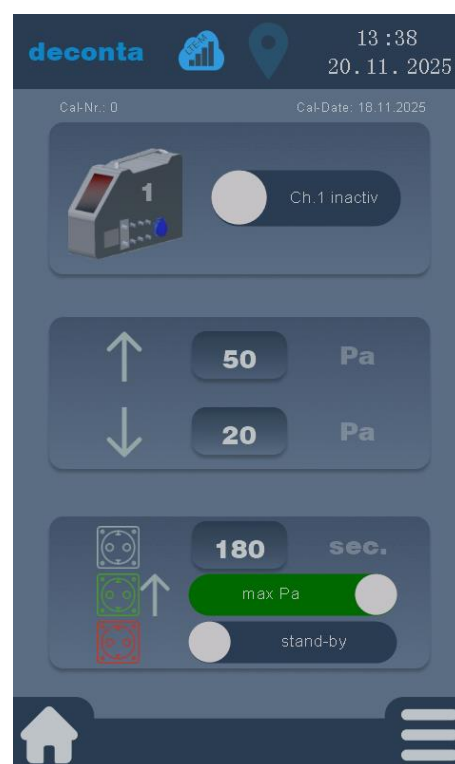 deconta
LTE-M
13:38
20.11.2025
Cal-Nr.: 0
Cal-Date: 18.11.2025
1
Ch.1 inactiv
50 Pa
20 Pa
180 sec.
max Pa
stand-by